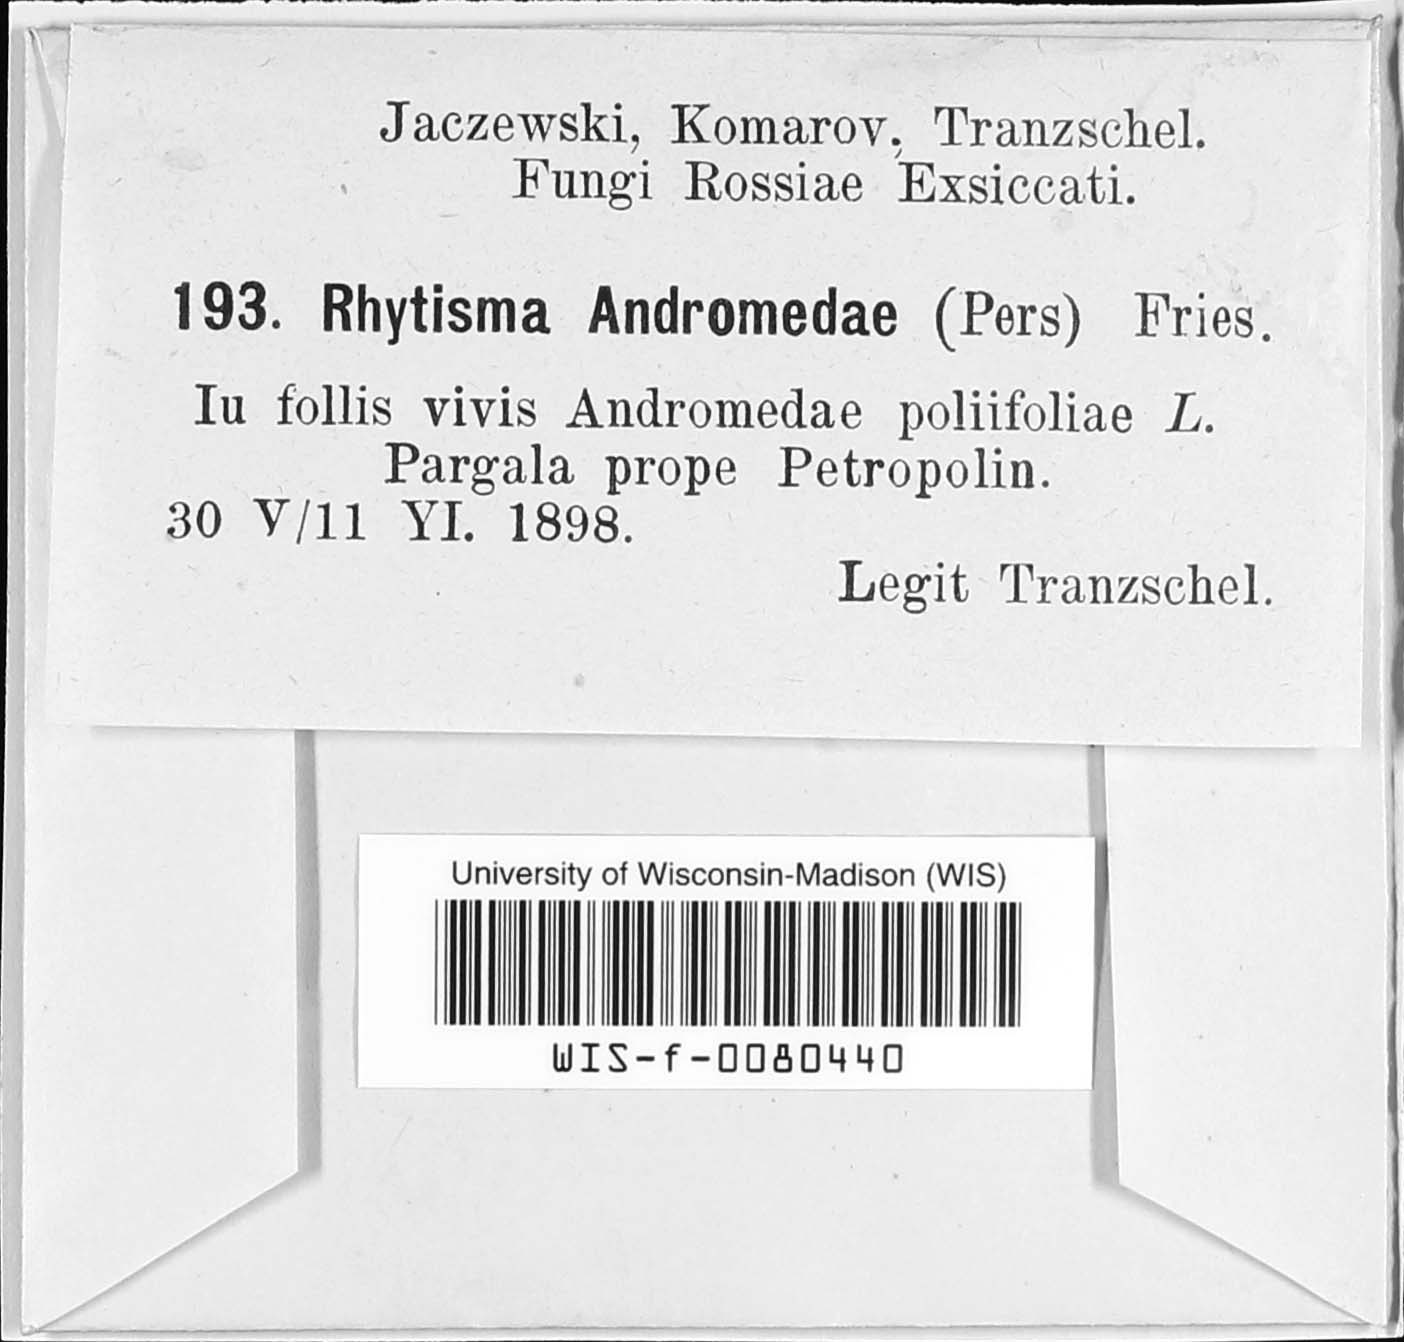 Jaczewski, Komarov, Tranzschel.
Fungi Rossiae Exsiccati.
193. Rhytisma Andromedae (Pers) Fries.
Iu follis vivis Andromedae poliifoliae L.
Pargala prope Petropolin.
30 V/11 YI. 1898.
Legit Tranzschel.
University of Wisconsin-Madison (WIS)
WIS-f-0080440